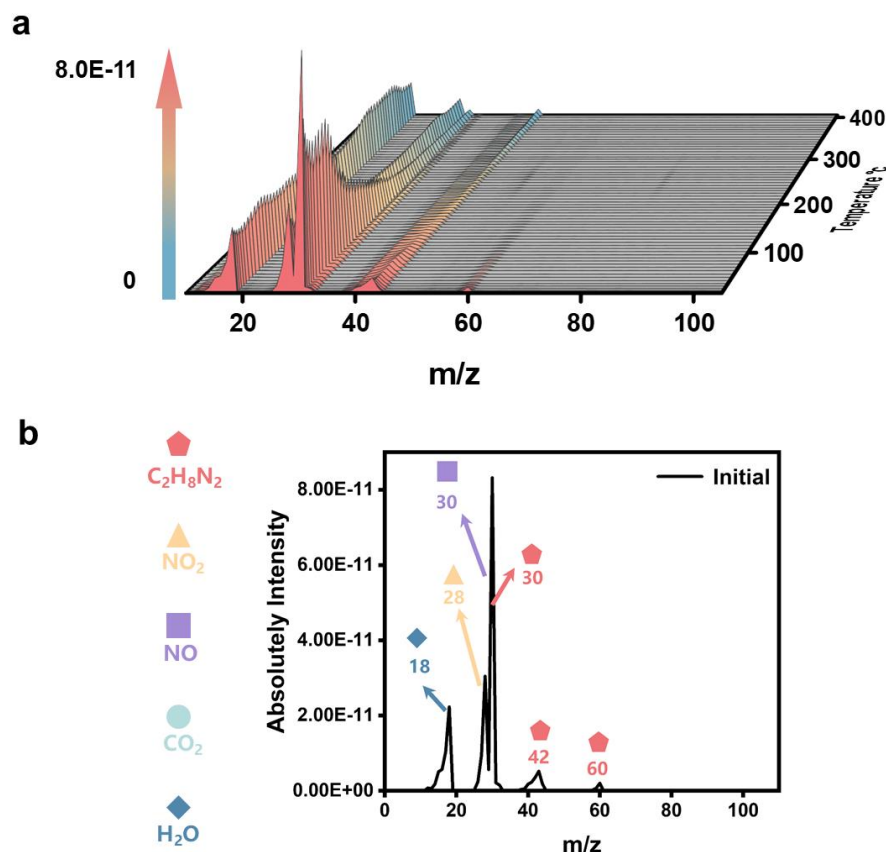 a
8.0E-11
0
400
300
200
100
Temperature °c
20 40 60 80 100
m/z
b
C₂H₈N₂
NO₂
NO
CO₂
H₂O
Absolutely Intensity
8.00E-11
6.00E-11
4.00E-11
2.00E-11
0.00E+00
Initial
30
30
28
18
42
60
0 20 40 60 80 100
m/z